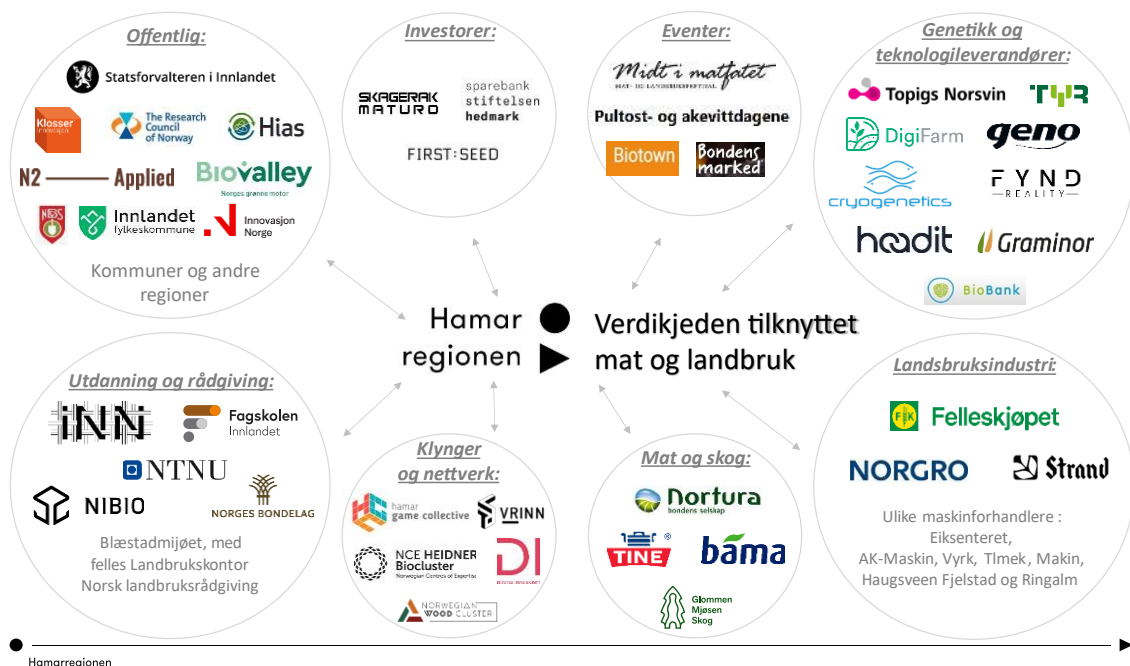 Offentlig:
Statsforvalteren i Innlandet
Klosser
Innovasjon
The Research
Council
of Norway
Hias
N2 Applied
Biovalley
Norges grønne motor
Innlandet
fylkeskommune
Innovasjon
Norge
Kommuner og andre
regioner
Investorer:
SKAGERAK
MATURO
sparebank
stiftelsen
hedmark
FIRST:SEED
Eventer:
Midt i matfatet
MAT- OG LANDBRUKSFESTIVAL
Pultost- og akevittdagene
Biotown
Bondens
marked
Genetikk og
teknologileverandører:
Topigs Norsvin
TYR
DigiFarm
geno
cryogenetics
FYND
REALITY
hoodit
Graminor
BioBank
Hamar
regionen
Verdikjeden tilknyttet
mat og landbruk
Utdanning og rådgiving:
INN
Fagskolen
Innlandet
NTNU
NIBIO
NORGES BONDELAG
Blæstadmijøet, med
felles Landbrukskontor
Norsk landbruksrådgiving
Klynger
og nettverk:
hamar
game collective
VRINN
NCE HEIDNER
Biocluster
Norwegian Centres of Expertise
DI
NORWEGIAN
WOOD CLUSTER
Mat og skog:
nortura
bondens selskap
TINE
bama
Glommen
Mjøsen
Skog
Landsbruksindustri:
FK
Felleskjøpet
NORGRO
Strand
Ulike maskinforhandlere :
Eiksenteret,
AK-Maskin, Vyrk, Tlmek, Makin,
Haugsveen Fjelstad og Ringalm
Hamarregionen